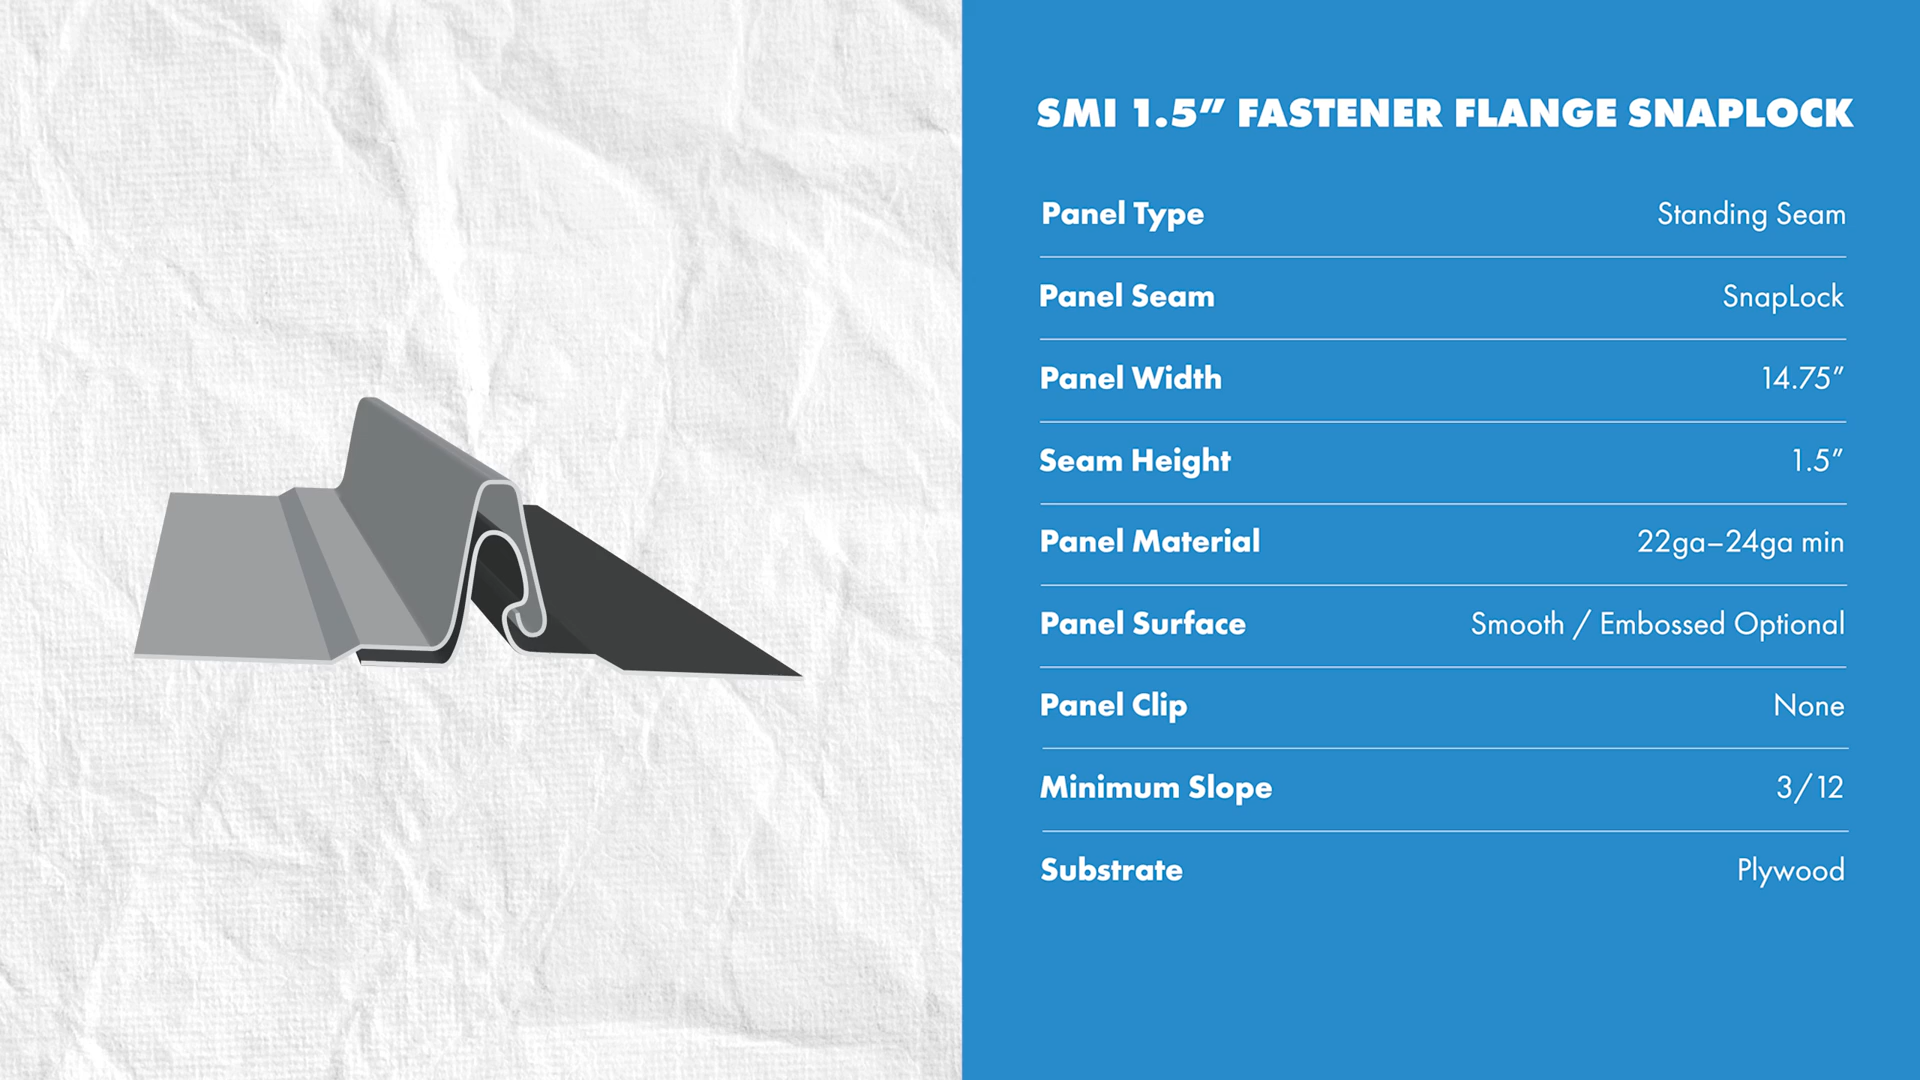 SMI 1.5” FASTENER FLANGE SNAPLOCK
Panel Type Standing Seam
Panel Seam SnapLock
Panel Width 14.75”
Seam Height 1.5”
Panel Material 22ga–24ga min
Panel Surface Smooth / Embossed Optional
Panel Clip None
Minimum Slope 3/12
Substrate Plywood